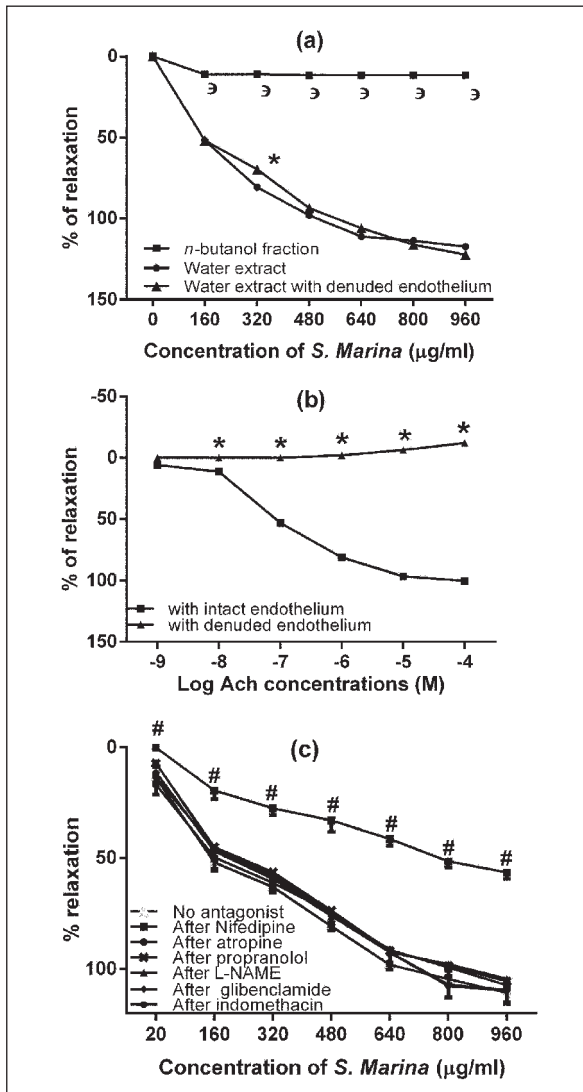 (a)
% of relaxation
0
50
100
150
э э э э э э
*
n-butanol fraction
Water extract
Water extract with denuded endothelium
0 160 320 480 640 800 960
Concentration of S. Marina (μg/ml)
(b)
% of relaxation
-50
0
50
100
150
* * * * *
with intact endothelium
with denuded endothelium
-9 -8 -7 -6 -5 -4
Log Ach concentrations (M)
(c)
% relaxation
0
50
100
# # # # # # #
No antagonist
After Nifedipine
After atropine
After propranolol
After L-NAME
After glibenclamide
After indomethacin
20 160 320 480 640 800 960
Concentration of S. Marina (μg/ml)